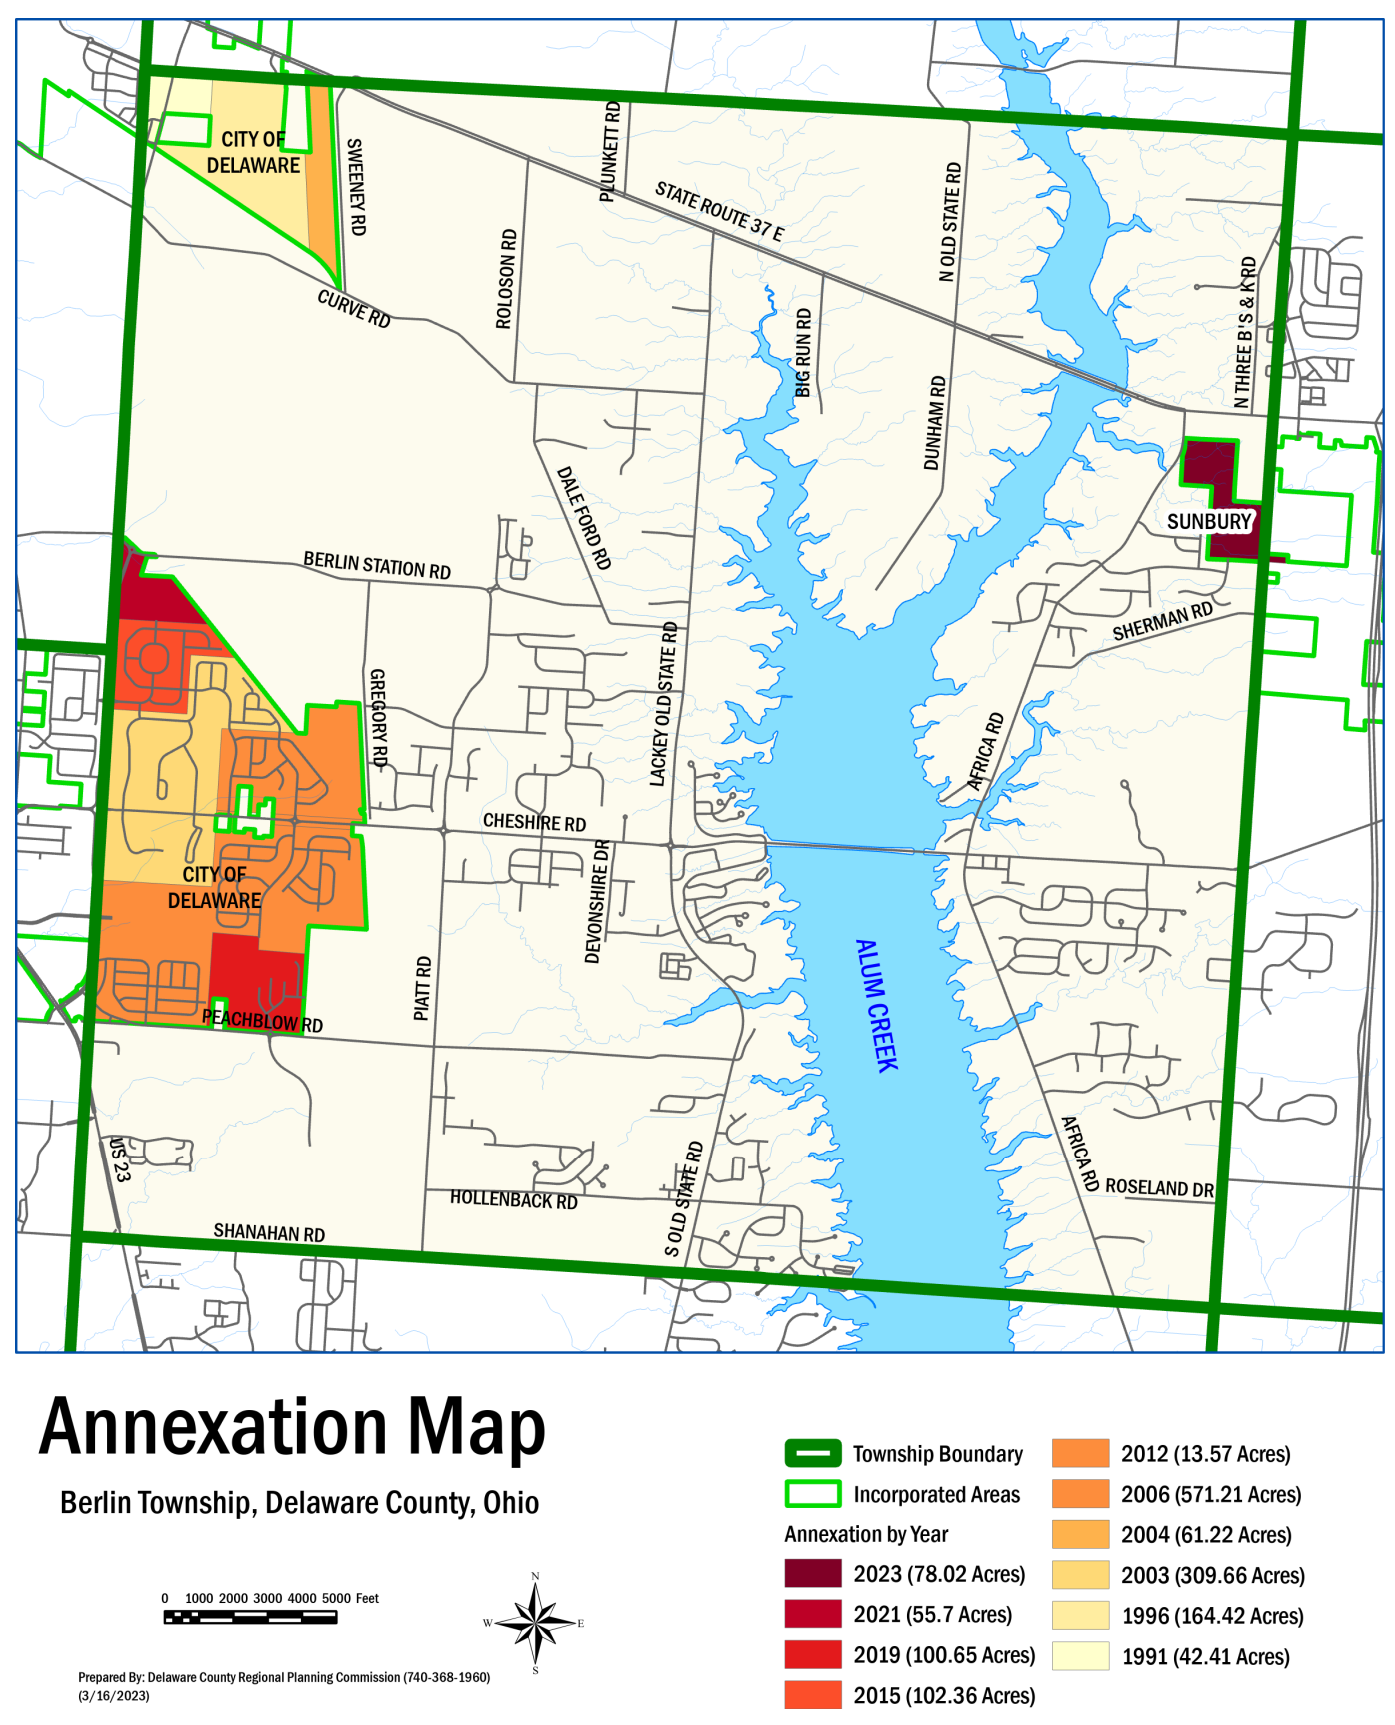 CITY OF
DELAWARE
SWEENEY RD
PLUNKETT RD
STATE ROUTE 37 E
N OLD STATE RD
ROLOSON RD
CURVE RD
BIG RUN RD
N THREE B'S & K RD
DUNHAM RD
DALE FORD RD
SUNBURY
BERLIN STATION RD
SHERMAN RD
LACKEY OLD STATE RD
GREGORY RD
AFRICA RD
CHESHIRE RD
DEVONSHIRE DR
CITY OF
DELAWARE
ALUM CREEK
PIATT RD
PEACHBLOW RD
US 23
AFRICA RD
S OLD STATE RD
ROSELAND DR
HOLLENBACK RD
SHANAHAN RD
Annexation Map
Berlin Township, Delaware County, Ohio
0 1000 2000 3000 4000 5000 Feet
N
W E
S
Prepared By: Delaware County Regional Planning Commission (740-368-1960)
(3/16/2023)
Township Boundary
Incorporated Areas
Annexation by Year
2023 (78.02 Acres)
2021 (55.7 Acres)
2019 (100.65 Acres)
2015 (102.36 Acres)
2012 (13.57 Acres)
2006 (571.21 Acres)
2004 (61.22 Acres)
2003 (309.66 Acres)
1996 (164.42 Acres)
1991 (42.41 Acres)